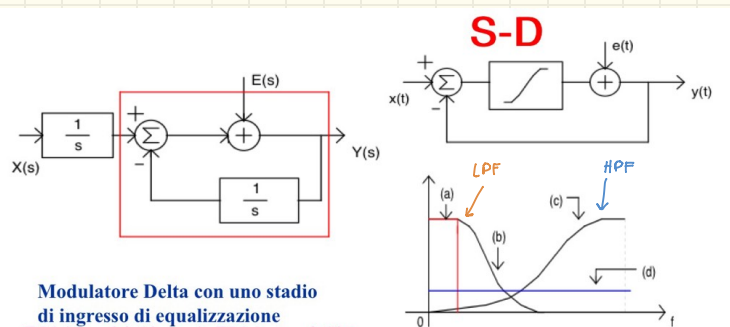 S-D
E(s)
+
1
s
Σ
+
-
X(s)
Y(s)
1
s
+
e(t)
Σ
+
x(t)
-
y(t)
LPF
HPF
(a)
(c)
(b)
(d)
0
f
Modulatore Delta con uno stadio
di ingresso di equalizzazione